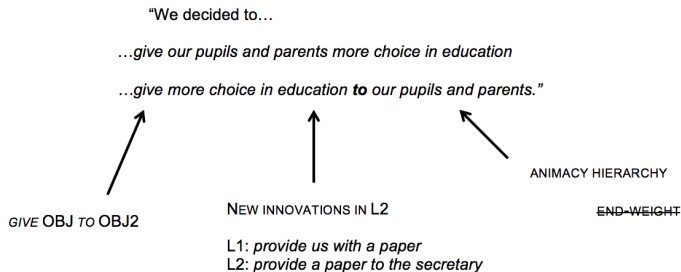 “We decided to…
…give our pupils and parents more choice in education
…give more choice in education to our pupils and parents.”
ANIMACY HIERARCHY
END-WEIGHT
GIVE OBJ TO OBJ2
NEW INNOVATIONS IN L2
L1: provide us with a paper
L2: provide a paper to the secretary